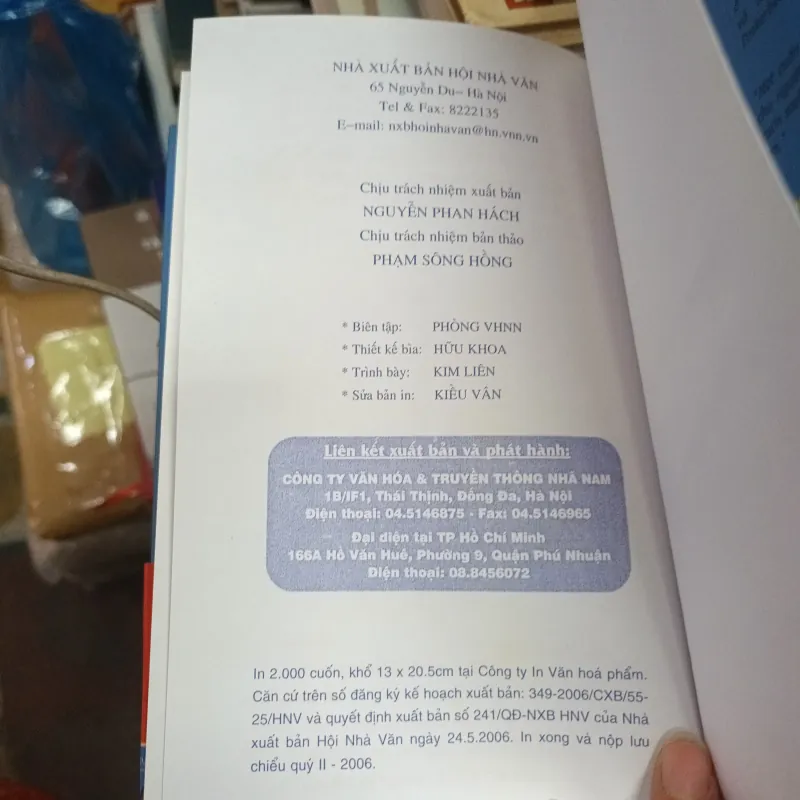 NHÀ XUẤT BẢN HỘI NHÀ VĂN
65 Nguyễn Du– Hà Nội
Tel & Fax: 8222135
E–mail: nxbhoinhavan@hn.vnn.vn
Chịu trách nhiệm xuất bản
NGUYỄN PHAN HÁCH
Chịu trách nhiệm bản thảo
PHẠM SÔNG HỒNG
* Biên tập: PHÒNG VHNN
* Thiết kế bìa: HỮU KHOA
* Trình bày: KIM LIÊN
* Sửa bản in: KIỀU VÂN
Liên kết xuất bản và phát hành:
CÔNG TY VĂN HÓA & TRUYỀN THÔNG NHÃ NAM
1B/IF1, Thái Thịnh, Đống Đa, Hà Nội
Điện thoại: 04.5146875 - Fax: 04.5146965
Đại diện tại TP Hồ Chí Minh
166A Hồ Văn Huê, Phường 9, Quận Phú Nhuận
Điện thoại: 08.8456072
In 2.000 cuốn, khổ 13 x 20.5cm tại Công ty In Văn hoá phẩm.
Căn cứ trên số đăng ký kế hoạch xuất bản: 349-2006/CXB/55-
25/HNV và quyết định xuất bản số 241/QĐ-NXB HNV của Nhà
xuất bản Hội Nhà Văn ngày 24.5.2006. In xong và nộp lưu
chiểu quý II - 2006.